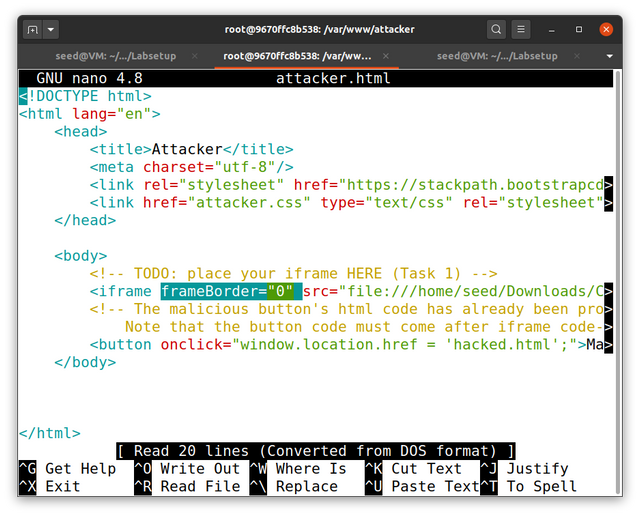 root@9670ffc8b538: /var/www/attacker
seed@VM: ~/.../Labsetup
root@9670ffc8b538: /var/ww...
seed@VM: ~/.../Labsetup
GNU nano 4.8 attacker.html
<!DOCTYPE html>
<html lang="en">
<head>
<title>Attacker</title>
<meta charset="utf-8"/>
<link rel="stylesheet" href="https://stackpath.bootstrapcd>
<link href="attacker.css" type="text/css" rel="stylesheet">
</head>
<body>
<!-- TODO: place your iframe HERE (Task 1) -->
<iframe frameBorder="0" src="file:///home/seed/Downloads/C>
<!-- The malicious button's html code has already been pro>
Note that the button code must come after iframe code->
<button onclick="window.location.href = 'hacked.html';">Ma>
</body>
</html>
[ Read 20 lines (Converted from DOS format) ]
^G Get Help ^O Write Out ^W Where Is ^K Cut Text ^J Justify
^X Exit ^R Read File ^\ Replace ^U Paste Text ^T To Spell